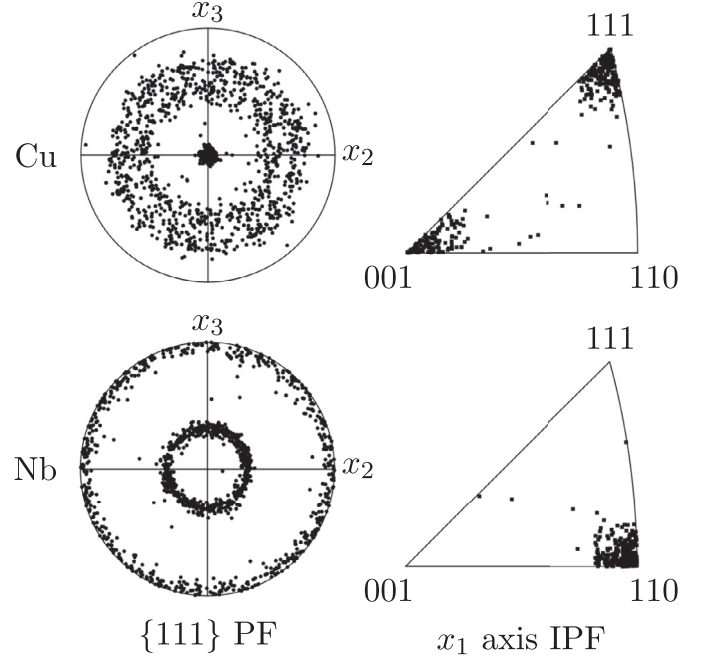 x₃ 111
Cu x₂
001 110
x₃ 111
Nb x₂
001 110
{111} PF x₁ axis IPF